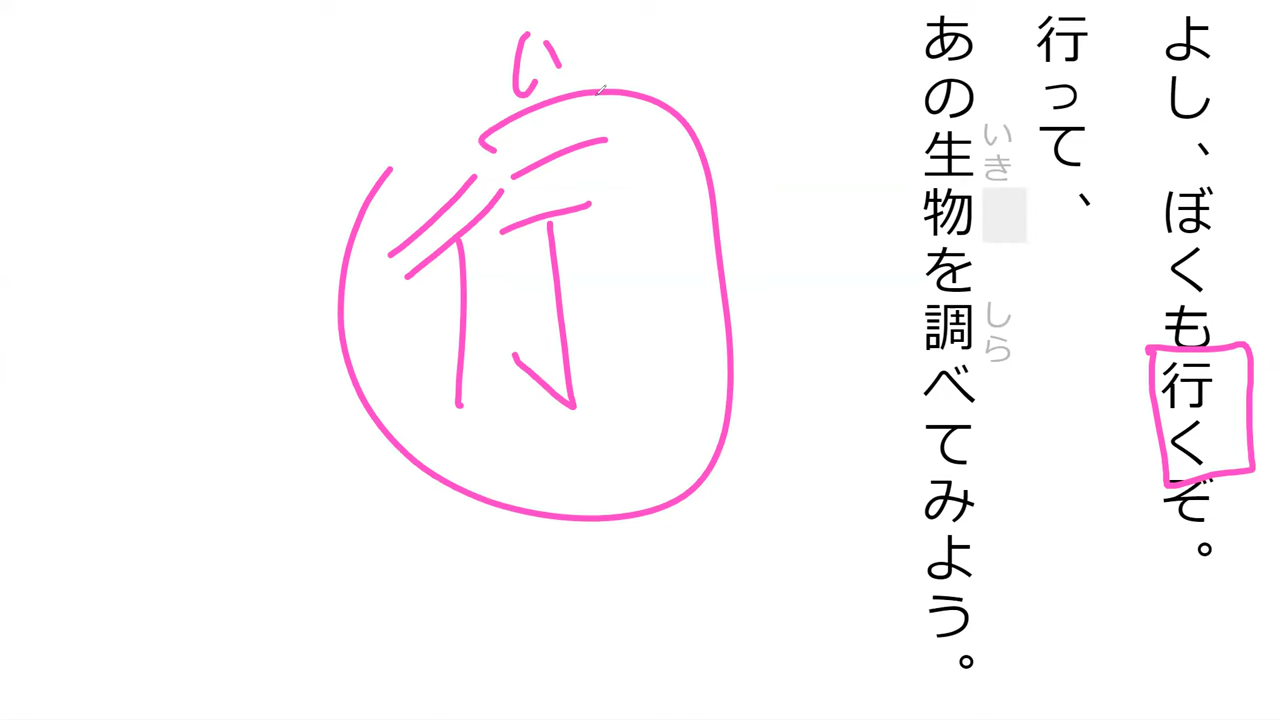 よし、ぼくも行くぞ。
行って、
あの生物を調べてみよう。
いき
しら
い
行